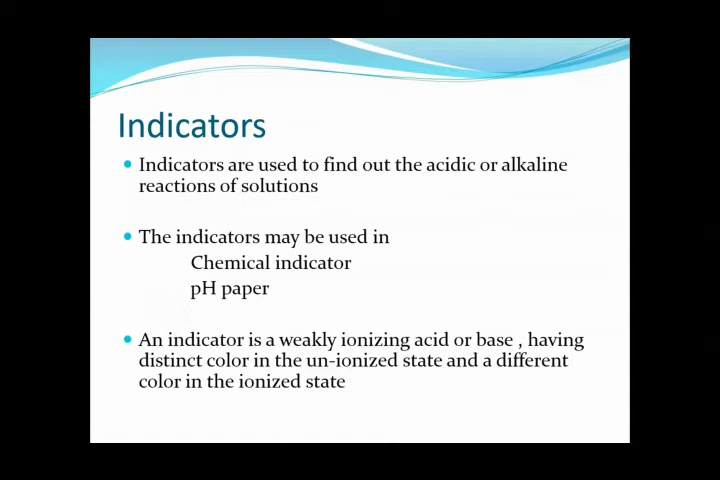 Indicators
Indicators are used to find out the acidic or alkaline
reactions of solutions
The indicators may be used in
Chemical indicator
pH paper
An indicator is a weakly ionizing acid or base , having
distinct color in the un-ionized state and a different
color in the ionized state